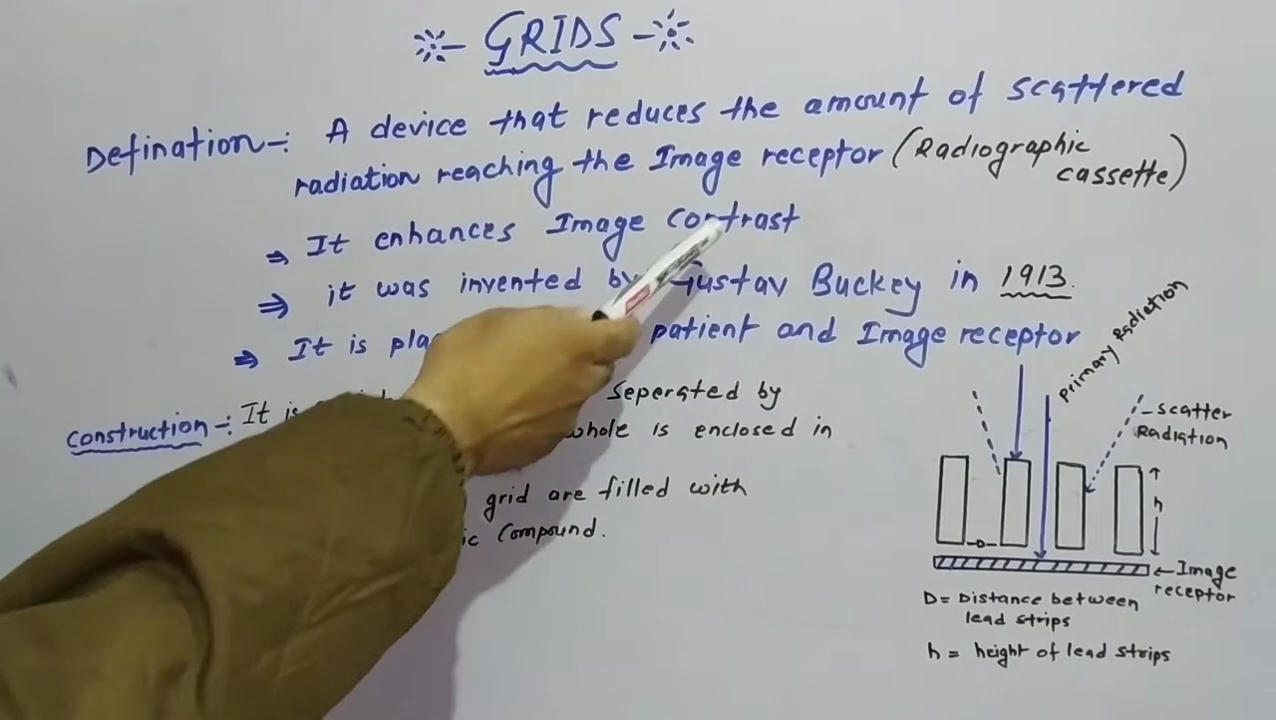 GRIDS
Defination-: A device that reduces the amount of scattered
radiation reaching the Image receptor (Radiographic
cassette)
⇒ It enhances Image contrast
⇒ it was invented by Gustav Buckey in 1913.
⇒ It is patient and Image receptor
Construction-: It is Seperated by
whole is enclosed in
grid are filled with
Compound.
Primary Radiation
-Scatter
Radiation
h
-D-
←Image
receptor
D= Distance between
lead strips
h= height of lead strips